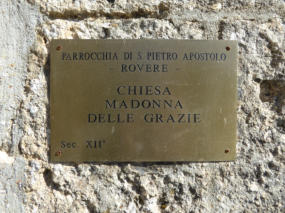 PARROCCHIA DI S. PIETRO APOSTOLO
- ROVERE -
CHIESA
MADONNA
DELLE GRAZIE
Sec. XII°